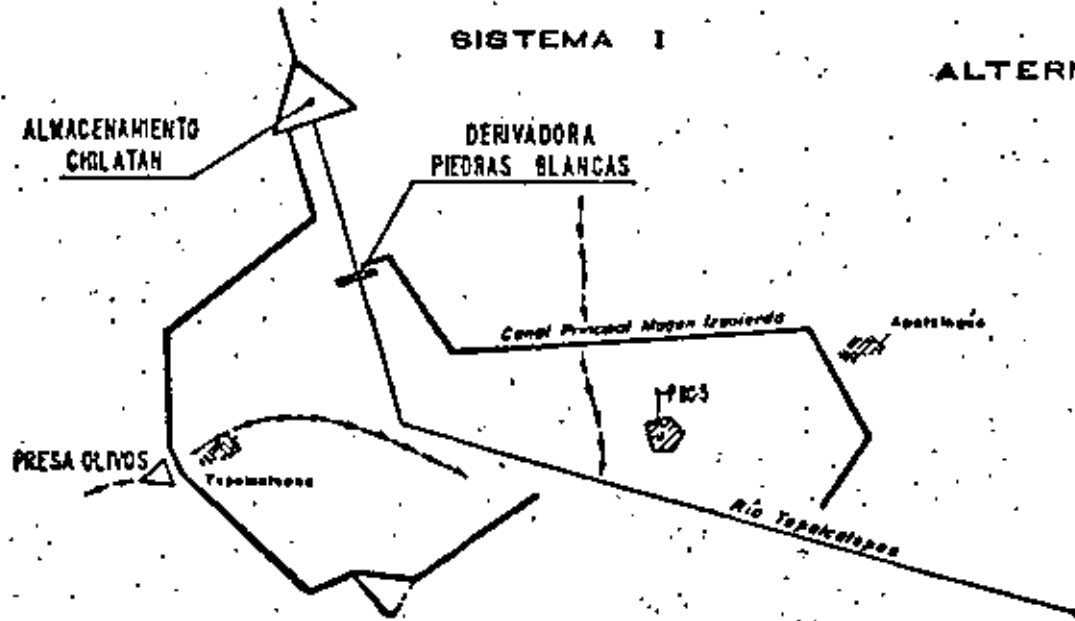 SISTEMA I
ALTERN
ALMACENAMIENTO
CHILATAN
DERIVADORA
PIEDRAS BLANCAS
Canal Principal Margen Izquierda
PRESA OLIVOS
Río Tepalcatepec